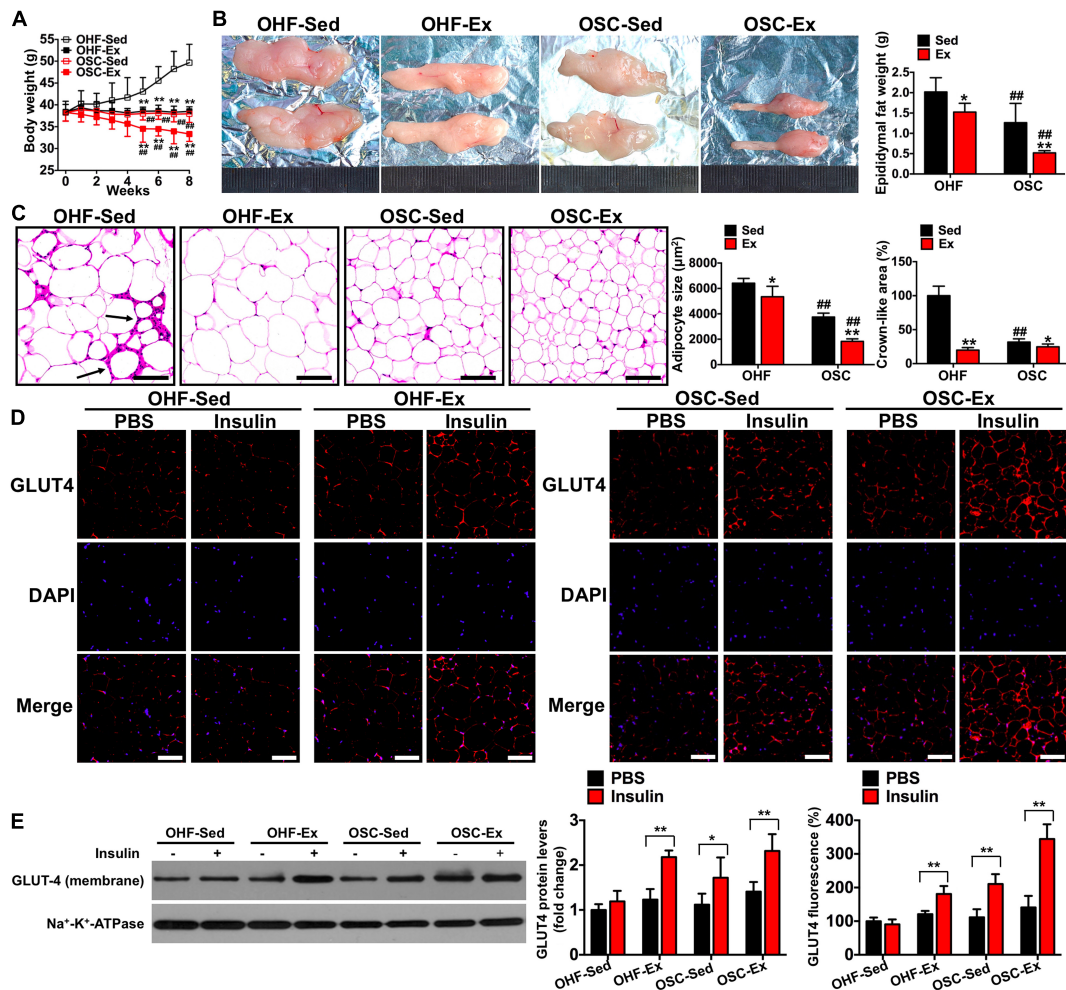 A
OHF-Sed
OHF-Ex
OSC-Sed
OSC-Ex
Body weight (g)
55
50
45
40
35
30
25
** ** ** **
## ## ## ##
** ** ** **
## ## ## ##
0 2 4 6 8
Weeks
B
OHF-Sed OHF-Ex OSC-Sed OSC-Ex
Sed
Ex
Epididymal fat weight (g)
2.5
2.0
1.5
1.0
0.5
0.0
* ## ##
**
OHF OSC
C
OHF-Sed OHF-Ex OSC-Sed OSC-Ex
Sed
Ex
Adipocyte size (μm²)
8000
6000
4000
2000
0
* ## ##
**
OHF OSC
Sed
Ex
Crown-like area (%)
150
100
50
0
** ## *
OHF OSC
D
OHF-Sed OHF-Ex OSC-Sed OSC-Ex
PBS Insulin PBS Insulin PBS Insulin PBS Insulin
GLUT4 GLUT4
DAPI DAPI
Merge Merge
E
OHF-Sed OHF-Ex OSC-Sed OSC-Ex
Insulin - + - + - + - +
GLUT-4 (membrane)
Na⁺-K⁺-ATPase
PBS
Insulin
GLUT4 protein levers
(fold change)
3
2
1
0
** * **
OHF-Sed OHF-Ex OSC-Sed OSC-Ex
PBS
Insulin
GLUT4 fluorescence (%)
500
400
300
200
100
0
** ** **
OHF-Sed OHF-Ex OSC-Sed OSC-Ex